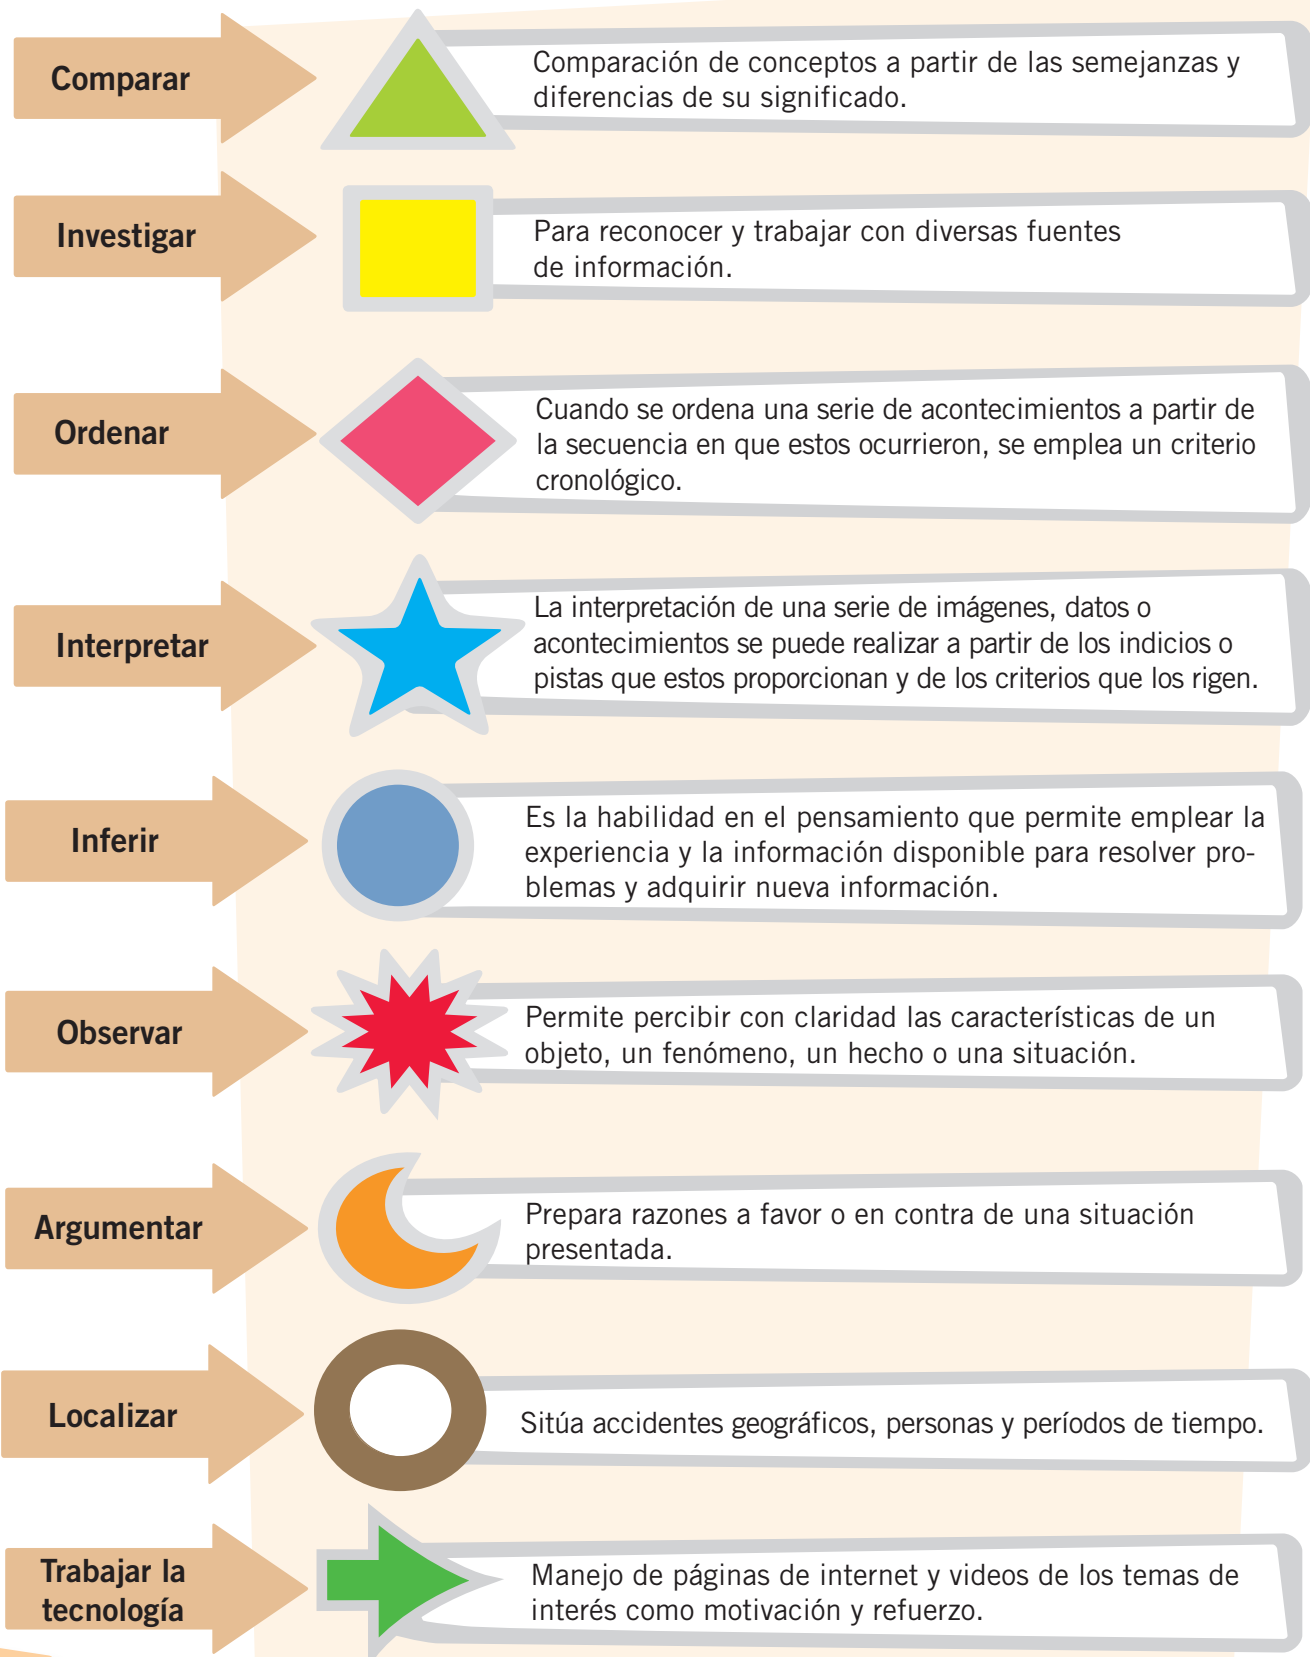 Comparar
Comparación de conceptos a partir de las semejanzas y
diferencias de su significado.
Investigar
Para reconocer y trabajar con diversas fuentes
de información.
Ordenar
Cuando se ordena una serie de acontecimientos a partir de
la secuencia en que estos ocurrieron, se emplea un criterio
cronológico.
Interpretar
La interpretación de una serie de imágenes, datos o
acontecimientos se puede realizar a partir de los indicios o
pistas que estos proporcionan y de los criterios que los rigen.
Inferir
Es la habilidad en el pensamiento que permite emplear la
experiencia y la información disponible para resolver pro-
blemas y adquirir nueva información.
Observar
Permite percibir con claridad las características de un
objeto, un fenómeno, un hecho o una situación.
Argumentar
Prepara razones a favor o en contra de una situación
presentada.
Localizar
Sitúa accidentes geográficos, personas y períodos de tiempo.
Trabajar la
tecnología
Manejo de páginas de internet y videos de los temas de
interés como motivación y refuerzo.